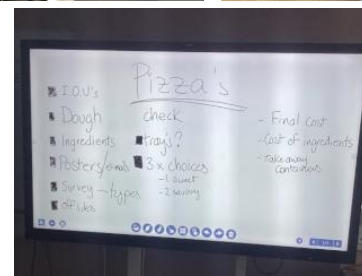 Pizza's
I.O.U's
Dough
Ingredients
Posters/emails
Survey - types
check
trays?
3 x choices
- 1 sweet
- 2 savoury
- Final cost
- Cost of ingredients
- Take away
containers